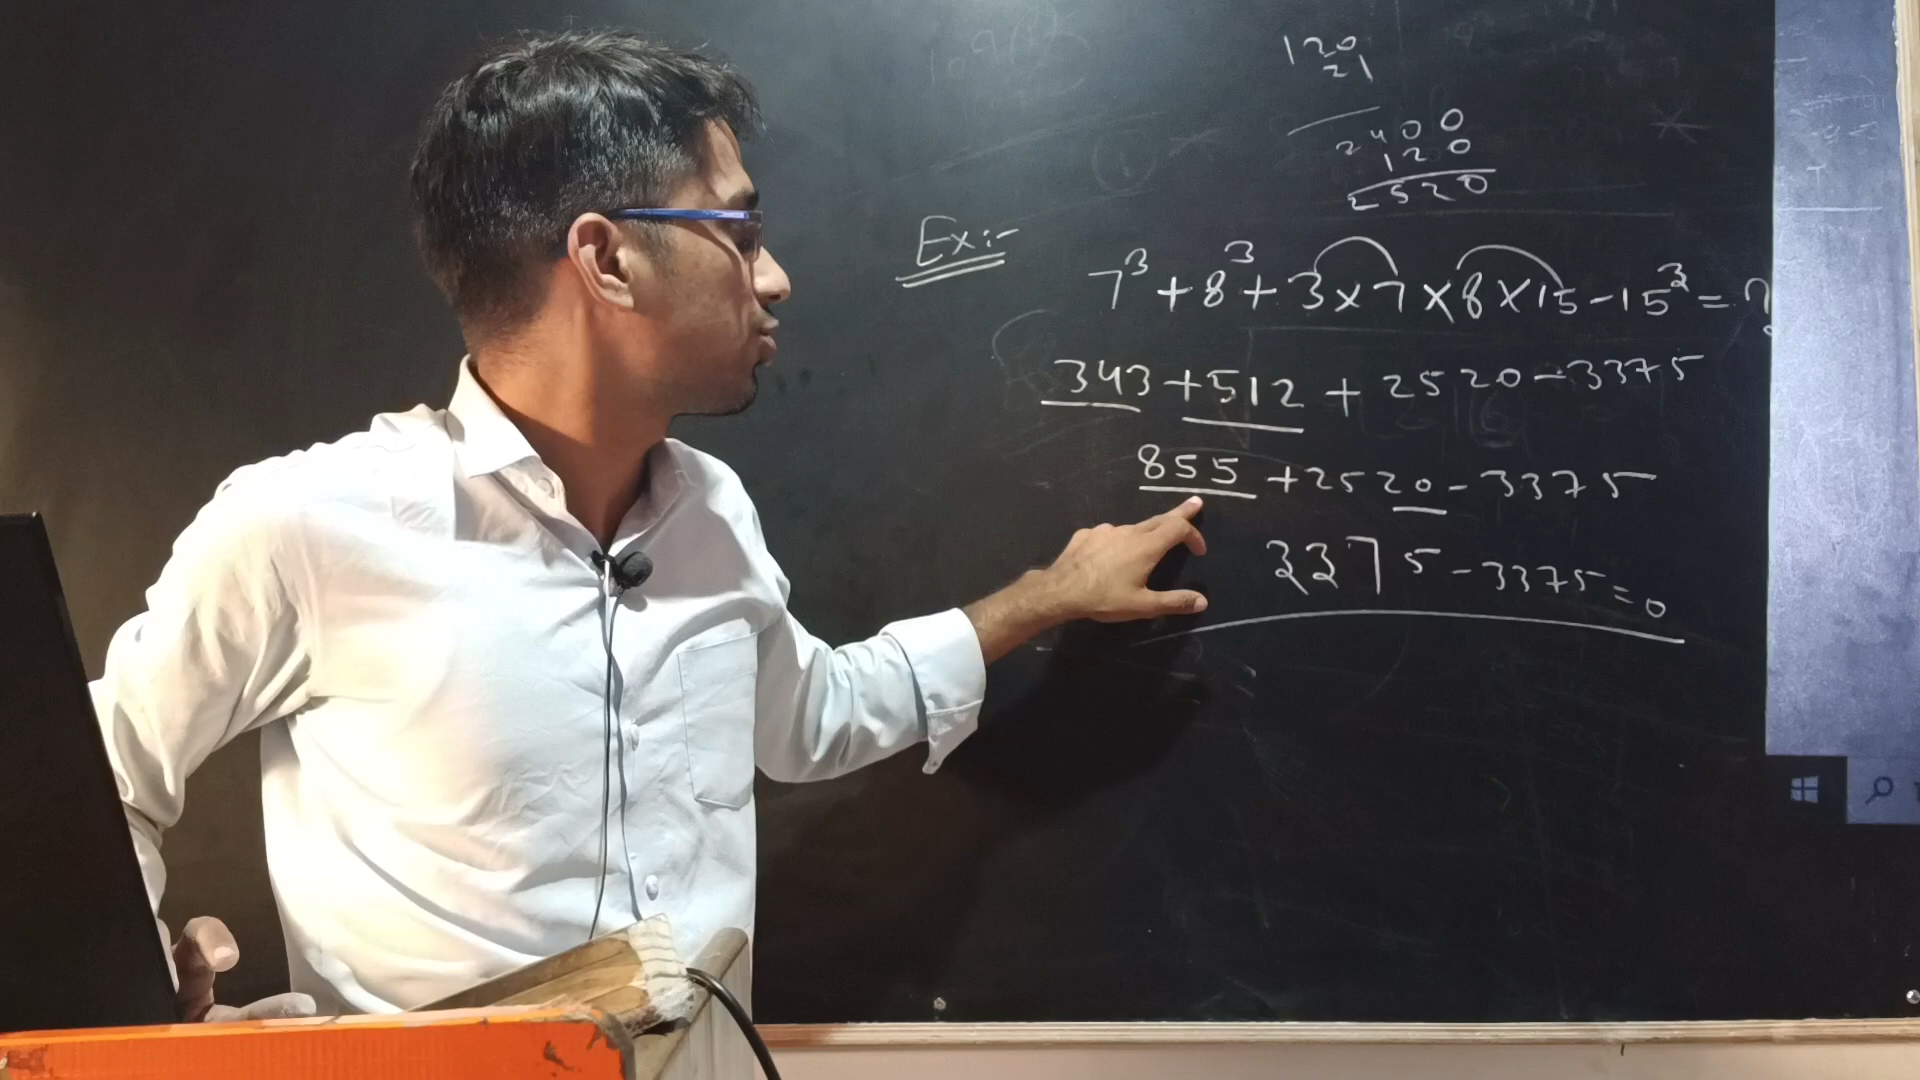 120
21
2400
120
2520
Ex:-
7³ + 8³ + 3 x 7 x 8 x 15 - 15³ = ?
343 + 512 + 2520 - 3375
855 + 2520 - 3375
3375 - 3375 = 0